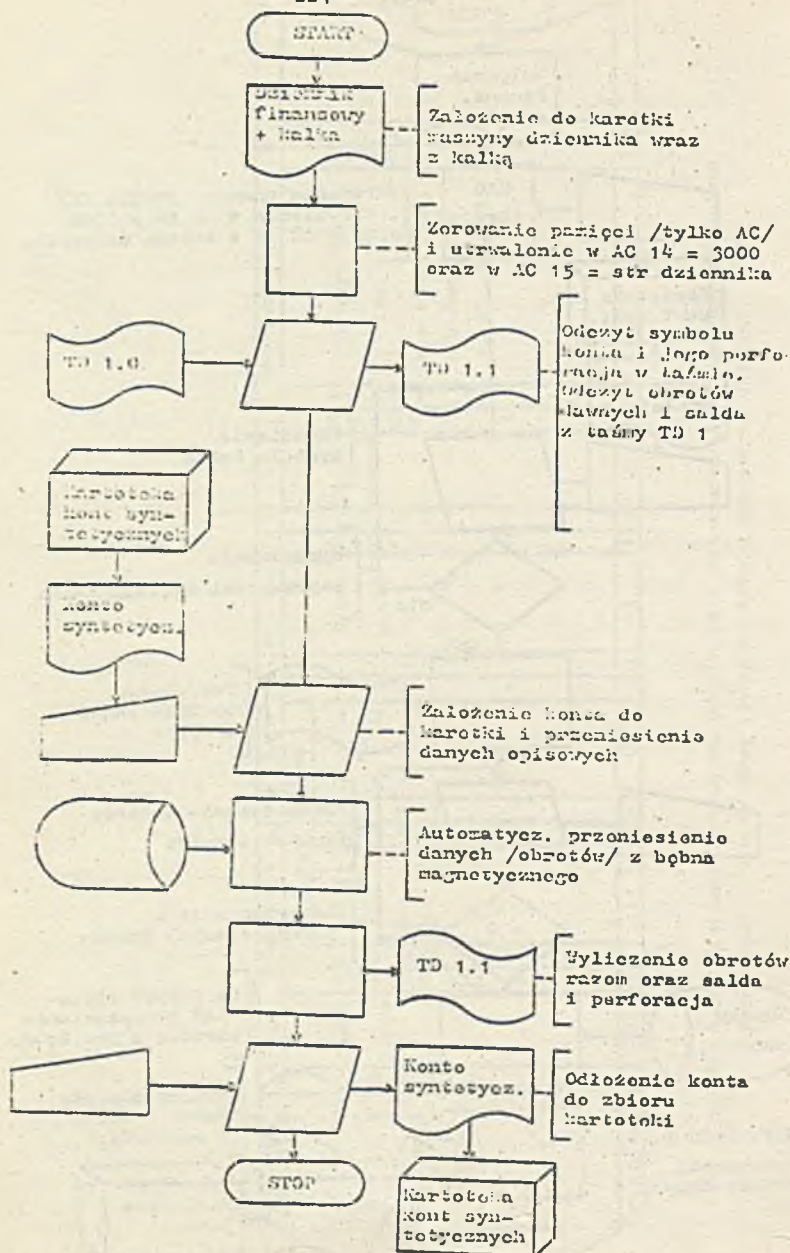 START
Dziennik
finansowy
+ kalka
Założenie do karetki
maszyny dziennika wraz
z kalką
Zerowanie pamięci /tylko AC/
i utrwalenie w AC 14 = 3000
oraz w AC 15 = str dziennika
TD 1.0
TD 1.1
Odczyt symbolu
konta i jego perfo-
racja w taśmie.
Odczyt obrotów
dawnych i salda
z taśmy TD 1
Kartoteka
kont syn-
tetycznych
Konto
syntetycz.
Założenie konta do
karetki i przeniesienie
danych opisowych
Automatycz. przeniesienie
danych /obrotów/ z bębna
magnetycznego
TD 1.1
Wyliczenie obrotów
razem oraz salda
i perforacja
Konto
syntetycz.
Odłożenie konta
do zbioru
kartoteki
STOP
Kartoteka
kont syn-
tetycznych